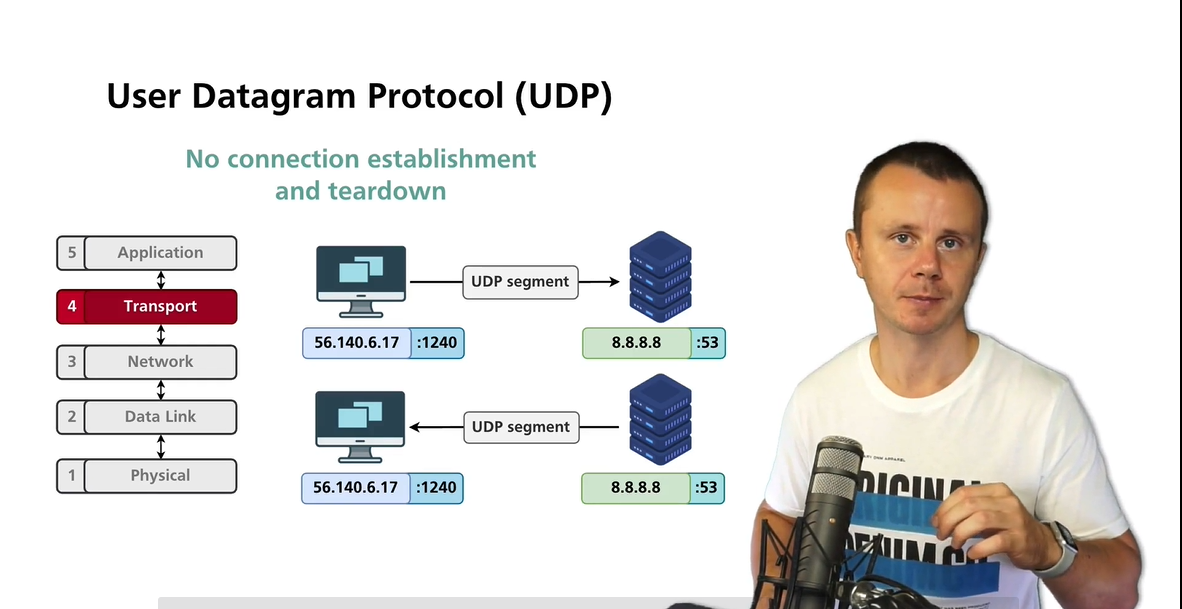 User Datagram Protocol (UDP)
No connection establishment
and teardown
5 Application
4 Transport
3 Network
2 Data Link
1 Physical
UDP segment
56.140.6.17 :1240
8.8.8.8 :53
UDP segment
56.140.6.17 :1240
8.8.8.8 :53
ORIGINAL